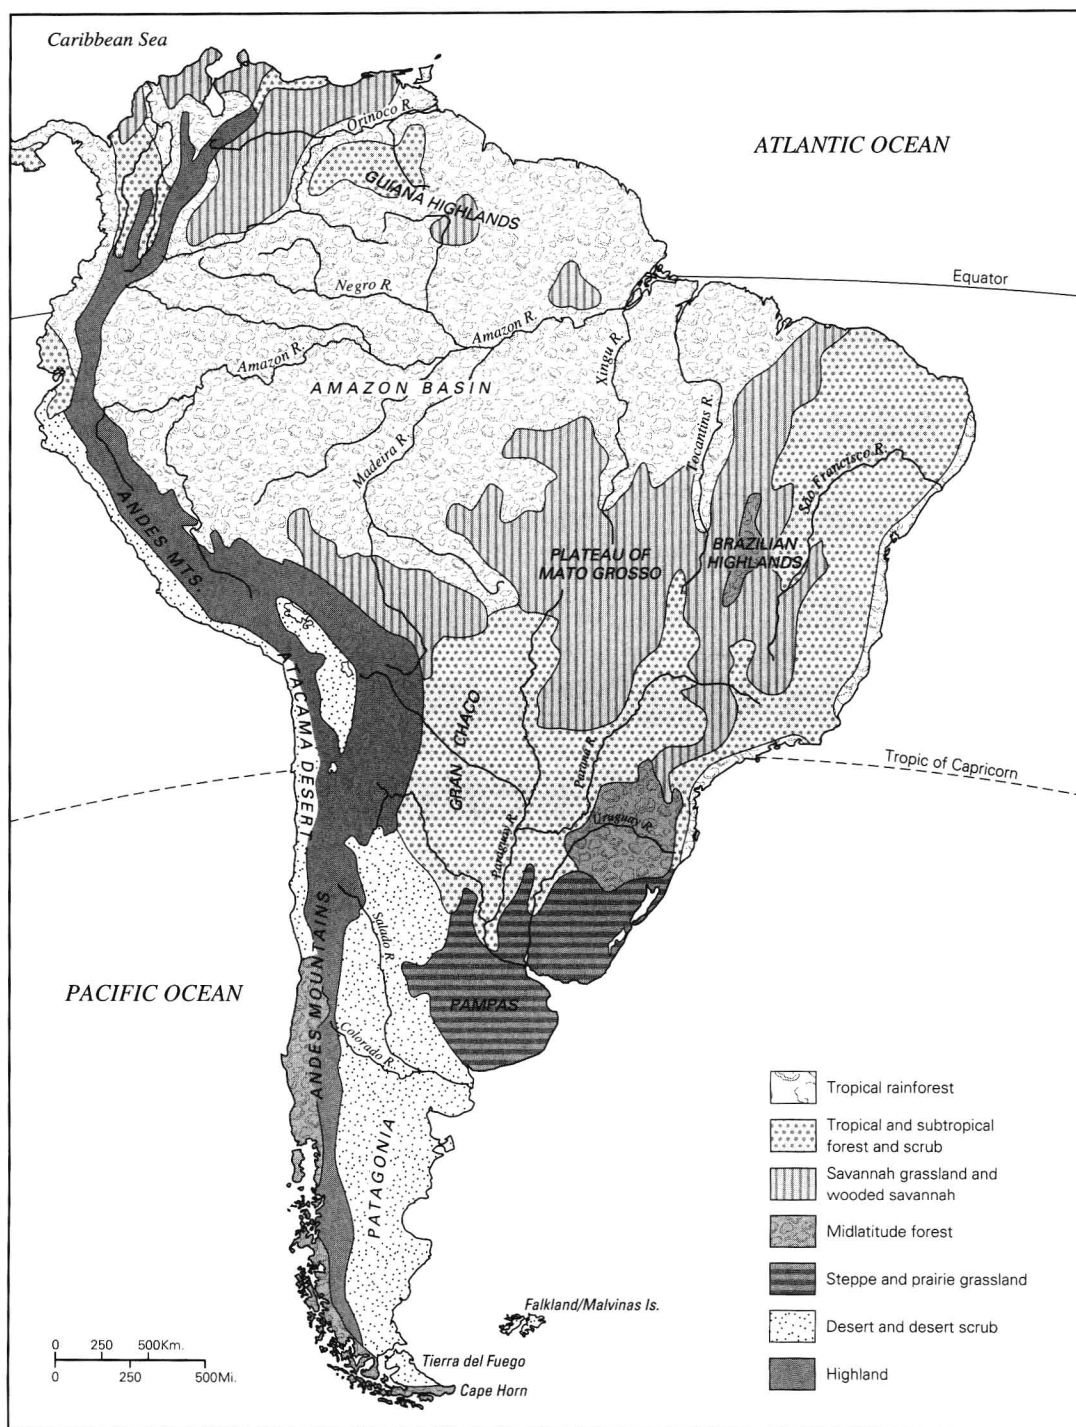 Caribbean Sea
ATLANTIC OCEAN
Orinoco R.
GUIANA HIGHLANDS
Equator
Negro R.
Amazon R.
Amazon R.
AMAZON BASIN
Xingu R.
Tocantins R.
Madeira R.
São Francisco R.
ANDES MTS.
PLATEAU OF
MATO GROSSO
BRAZILIAN
HIGHLANDS
ATACAMA DESERT
GRAN CHACO
Paraná R.
Tropic of Capricorn
Paraguay R.
Uruguay R.
ANDES MOUNTAINS
Salado R.
PACIFIC OCEAN
PAMPAS
Colorado R.
PATAGONIA
Tropical rainforest
Tropical and subtropical
forest and scrub
Savannah grassland and
wooded savannah
Midlatitude forest
Steppe and prairie grassland
Desert and desert scrub
Highland
Falkland/Malvinas Is.
0 250 500Km.
0 250 500Mi.
Tierra del Fuego
Cape Horn